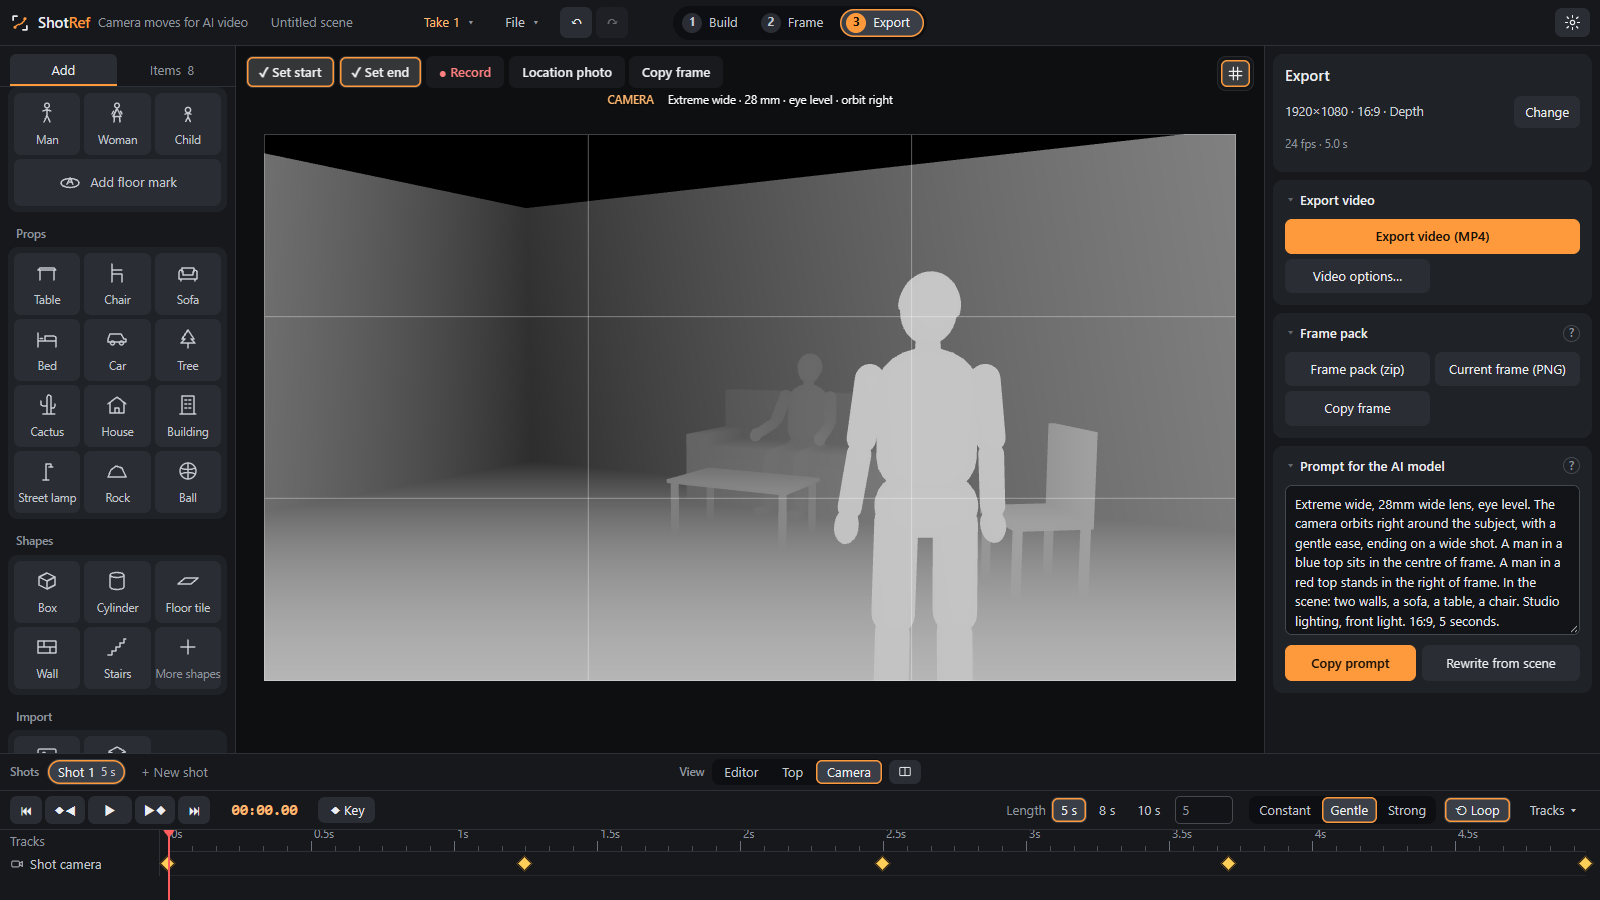 ShotRef Camera moves for AI video Untitled scene Take 1 File 1 Build 2 Frame 3 Export
Add Items 8
Man Woman Child
Add floor mark
Props
Table Chair Sofa
Bed Car Tree
Cactus House Building
Street lamp Rock Ball
Shapes
Box Cylinder Floor tile
Wall Stairs More shapes
Import
✓ Set start ✓ Set end ● Record Location photo Copy frame
CAMERA Extreme wide · 28 mm · eye level · orbit right
Export
1920×1080 · 16:9 · Depth Change
24 fps · 5.0 s
Export video
Export video (MP4)
Video options...
Frame pack ?
Frame pack (zip) Current frame (PNG)
Copy frame
Prompt for the AI model ?
Extreme wide, 28mm wide lens, eye level. The
camera orbits right around the subject, with a
gentle ease, ending on a wide shot. A man in a
blue top sits in the centre of frame. A man in a
red top stands in the right of frame. In the
scene: two walls, a sofa, a table, a chair. Studio
lighting, front light. 16:9, 5 seconds.
Copy prompt Rewrite from scene
Shots Shot 1 5 s + New shot View Editor Top Camera
00:00.00 Key Length 5 s 8 s 10 s 5 Constant Gentle Strong Loop Tracks
Tracks 0s 0.5s 1s 1.5s 2s 2.5s 3s 3.5s 4s 4.5s
Shot camera